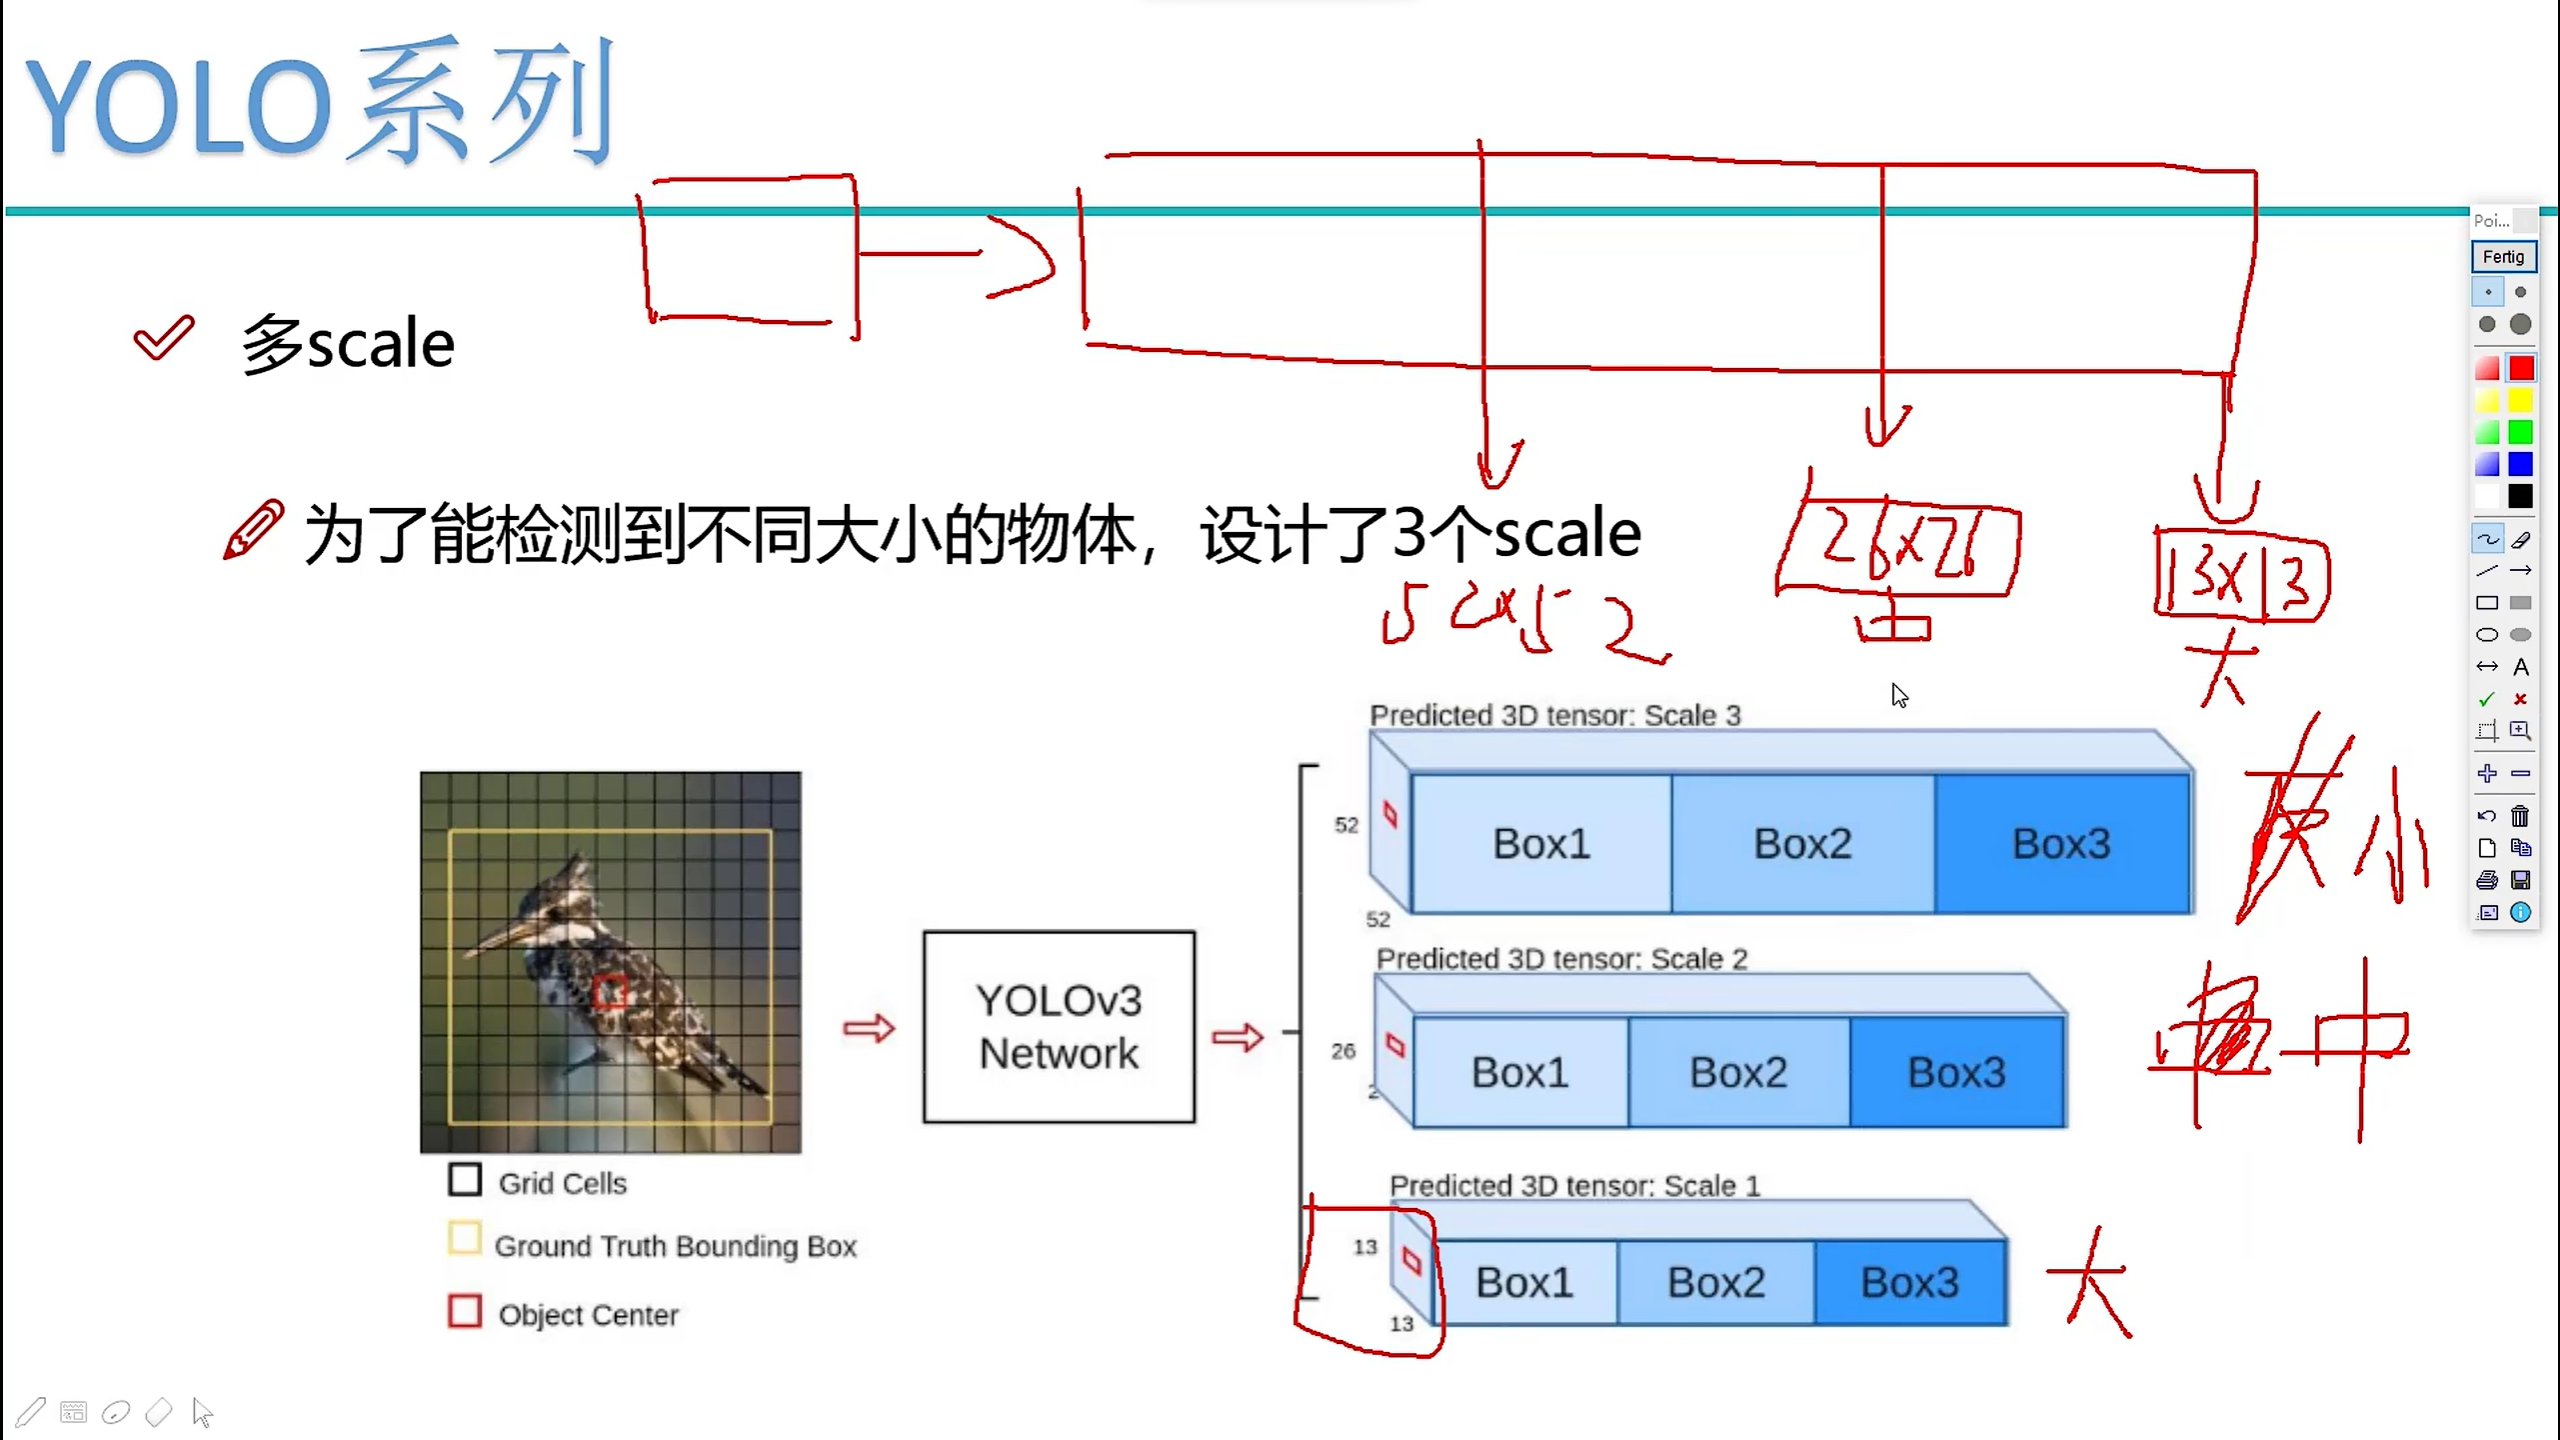 YOLO系列
Poi...
Fertig
多scale
为了能检测到不同大小的物体，设计了3个scale
26x26
13x13
52x52
中
大
Predicted 3D tensor: Scale 3
52
Box1 Box2 Box3
小
52
Predicted 3D tensor: Scale 2
YOLOv3
Network
26
Box1 Box2 Box3
中
2
Predicted 3D tensor: Scale 1
13
Box1 Box2 Box3
大
13
Grid Cells
Ground Truth Bounding Box
Object Center
A